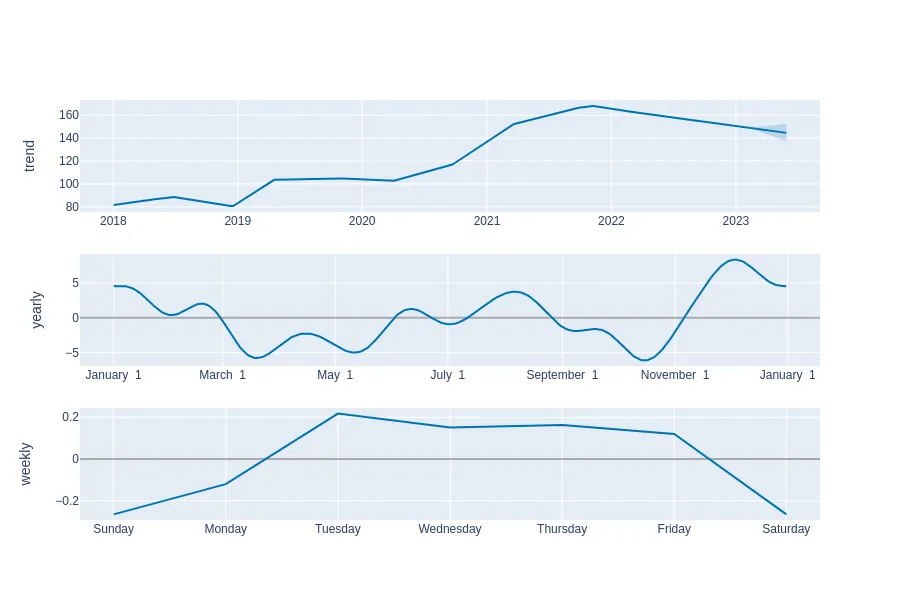 trend
160
140
120
100
80
2018 2019 2020 2021 2022 2023
yearly
5
0
−5
January 1 March 1 May 1 July 1 September 1 November 1 January 1
weekly
0.2
0
−0.2
Sunday Monday Tuesday Wednesday Thursday Friday Saturday